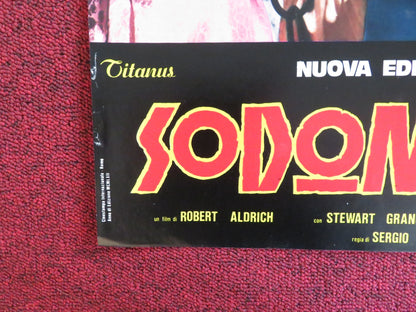 Titanus
NUOVA EDI
SODOM
un film di ROBERT ALDRICH con STEWART GRAN
regia di SERGIO